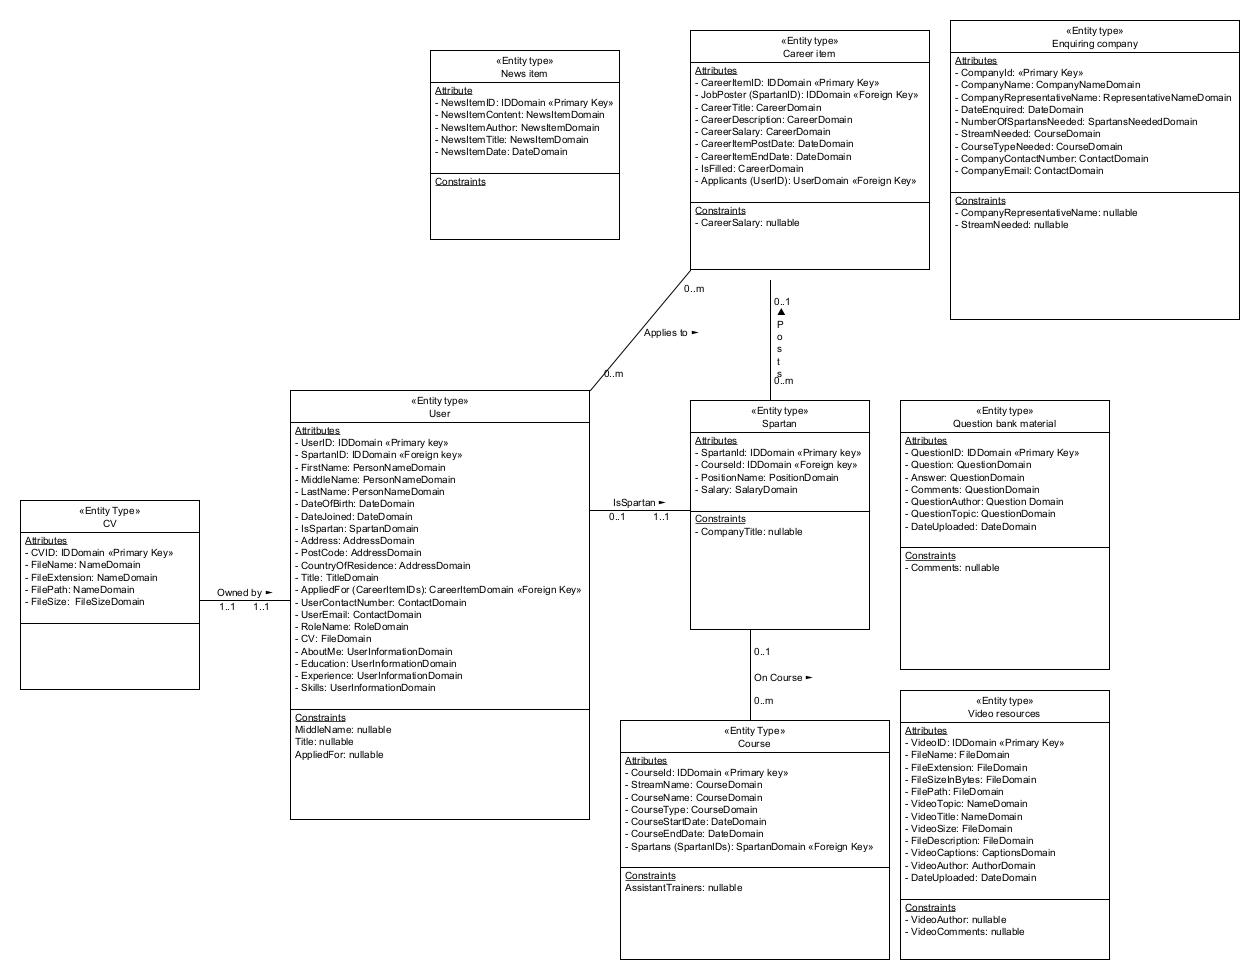 «Entity type»
News item
Attribute
- NewsItemID: IDDomain «Primary Key»
- NewsItemContent: NewsItemDomain
- NewsItemAuthor: NewsItemDomain
- NewsItemTitle: NewsItemDomain
- NewsItemDate: DateDomain
Constraints
«Entity type»
Career item
Attributes
- CareerItemID: IDDomain «Primary Key»
- JobPoster (SpartanID): IDDomain «Foreign Key»
- CareerTitle: CareerDomain
- CareerDescription: CareerDomain
- CareerSalary: CareerDomain
- CareerItemPostDate: DateDomain
- CareerItemEndDate: DateDomain
- IsFilled: CareerDomain
- Applicants (UserID): UserDomain «Foreign Key»
Constraints
- CareerSalary: nullable
«Entity type»
Enquiring company
Attributes
- CompanyId: «Primary Key»
- CompanyName: CompanyNameDomain
- CompanyRepresentativeName: RepresentativeNameDomain
- DateEnquired: DateDomain
- NumberOfSpartansNeeded: SpartansNeededDomain
- StreamNeeded: CourseDomain
- CourseTypeNeeded: CourseDomain
- CompanyContactNumber: ContactDomain
- CompanyEmail: ContactDomain
Constraints
- CompanyRepresentativeName: nullable
- StreamNeeded: nullable
0..m
Applies to ►
0..m
0..1
▲
P
o
s
t
s
0..m
«Entity type»
User
Attritbutes
- UserID: IDDomain «Primary key»
- SpartanID: IDDomain «Foreign key»
- FirstName: PersonNameDomain
- MiddleName: PersonNameDomain
- LastName: PersonNameDomain
- DateOfBirth: DateDomain
- DateJoined: DateDomain
- IsSpartan: SpartanDomain
- Address: AddressDomain
- PostCode: AddressDomain
- CountryOfResidence: AddressDomain
- Title: TitleDomain
- AppliedFor (CareerItemIDs): CareerItemDomain «Foreign Key»
- UserContactNumber: ContactDomain
- UserEmail: ContactDomain
- RoleName: RoleDomain
- CV: FileDomain
- AboutMe: UserInformationDomain
- Education: UserInformationDomain
- Experience: UserInformationDomain
- Skills: UserInformationDomain
Constraints
MiddleName: nullable
Title: nullable
AppliedFor: nullable
IsSpartan ►
0..1 1..1
«Entity type»
Spartan
Attributes
- SpartanId: IDDomain «Primary key»
- CourseId: IDDomain «Foreign key»
- PositionName: PositionDomain
- Salary: SalaryDomain
Constraints
- CompanyTitle: nullable
«Entity type»
Question bank material
Attributes
- QuestionID: IDDomain «Primary Key»
- Question: QuestionDomain
- Answer: QuestionDomain
- Comments: QuestionDomain
- QuestionAuthor: Question Domain
- QuestionTopic: QuestionDomain
- DateUploaded: DateDomain
Constraints
- Comments: nullable
«Entity Type»
CV
Attributes
- CVID: IDDomain «Primary Key»
- FileName: NameDomain
- FileExtension: NameDomain
- FilePath: NameDomain
- FileSize: FileSizeDomain
Owned by ►
1..1 1..1
0..1
On Course ►
0..m
«Entity Type»
Course
Attributes
- CourseId: IDDomain «Primary key»
- StreamName: CourseDomain
- CourseName: CourseDomain
- CourseType: CourseDomain
- CourseStartDate: DateDomain
- CourseEndDate: DateDomain
- Spartans (SpartanIDs): SpartanDomain «Foreign Key»
Constraints
AssistantTrainers: nullable
«Entity type»
Video resources
Attributes
- VideoID: IDDomain «Primary Key»
- FileName: FileDomain
- FileExtension: FileDomain
- FileSizeInBytes: FileDomain
- FilePath: FileDomain
- VideoTopic: NameDomain
- VideoTitle: NameDomain
- VideoSize: FileDomain
- FileDescription: FileDomain
- VideoCaptions: CaptionsDomain
- VideoAuthor: AuthorDomain
- DateUploaded: DateDomain
Constraints
- VideoAuthor: nullable
- VideoComments: nullable